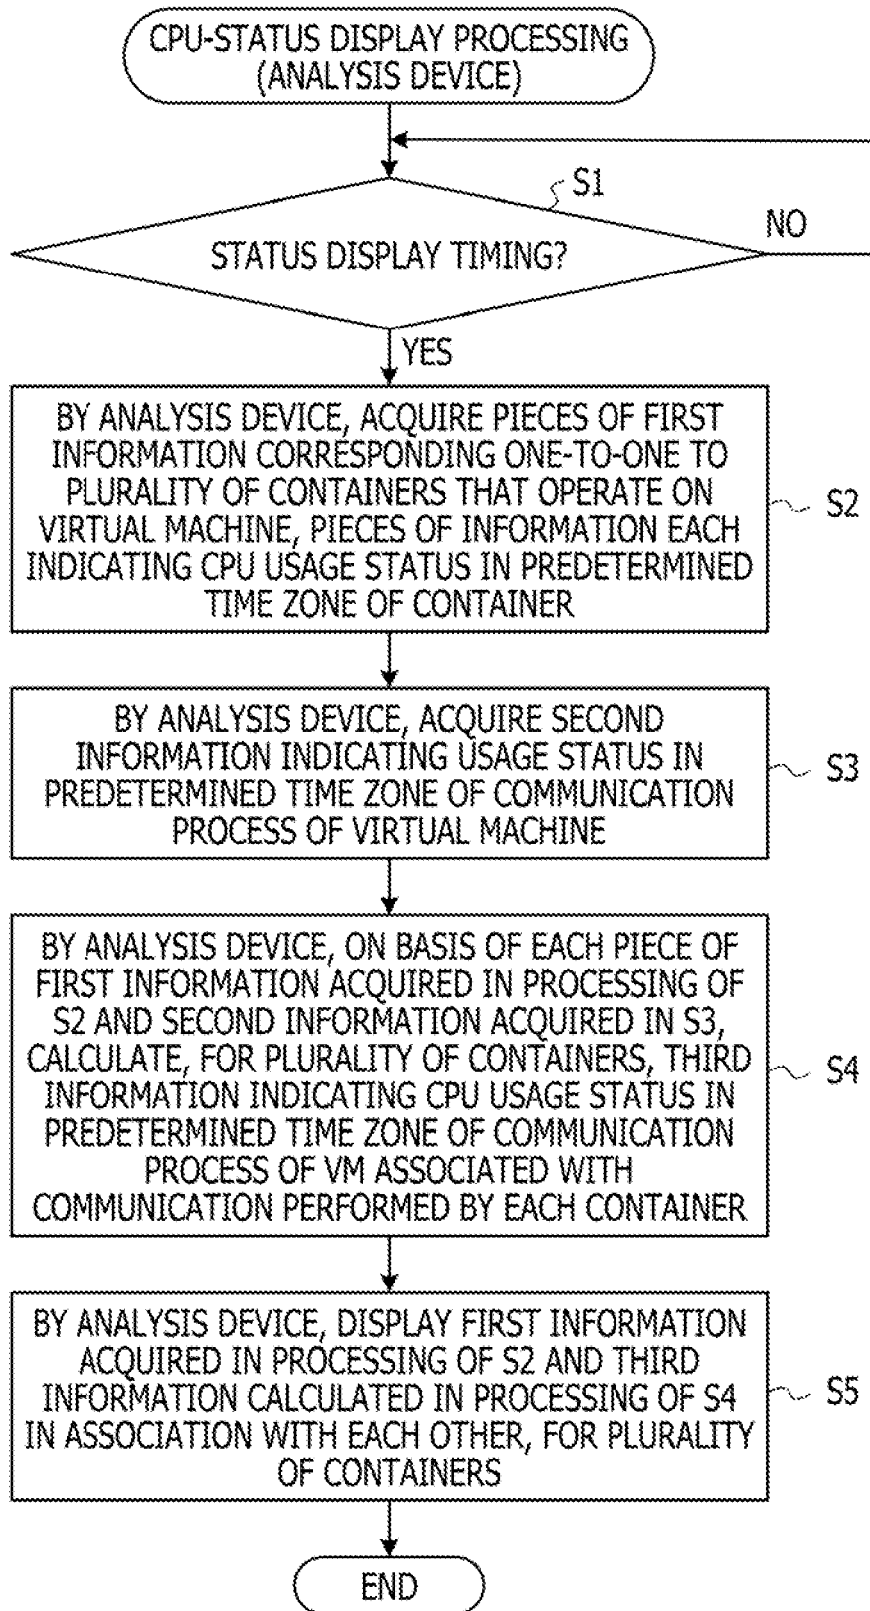 CPU-STATUS DISPLAY PROCESSING
(ANALYSIS DEVICE)
S1
NO
STATUS DISPLAY TIMING?
YES
BY ANALYSIS DEVICE, ACQUIRE PIECES OF FIRST
INFORMATION CORRESPONDING ONE-TO-ONE TO
PLURALITY OF CONTAINERS THAT OPERATE ON
VIRTUAL MACHINE, PIECES OF INFORMATION EACH
INDICATING CPU USAGE STATUS IN PREDETERMINED
TIME ZONE OF CONTAINER
S2
BY ANALYSIS DEVICE, ACQUIRE SECOND
INFORMATION INDICATING USAGE STATUS IN
PREDETERMINED TIME ZONE OF COMMUNICATION
PROCESS OF VIRTUAL MACHINE
S3
BY ANALYSIS DEVICE, ON BASIS OF EACH PIECE OF
FIRST INFORMATION ACQUIRED IN PROCESSING OF
S2 AND SECOND INFORMATION ACQUIRED IN S3,
CALCULATE, FOR PLURALITY OF CONTAINERS, THIRD
INFORMATION INDICATING CPU USAGE STATUS IN
PREDETERMINED TIME ZONE OF COMMUNICATION
PROCESS OF VM ASSOCIATED WITH
COMMUNICATION PERFORMED BY EACH CONTAINER
S4
BY ANALYSIS DEVICE, DISPLAY FIRST INFORMATION
ACQUIRED IN PROCESSING OF S2 AND THIRD
INFORMATION CALCULATED IN PROCESSING OF S4
IN ASSOCIATION WITH EACH OTHER, FOR PLURALITY
OF CONTAINERS
S5
END